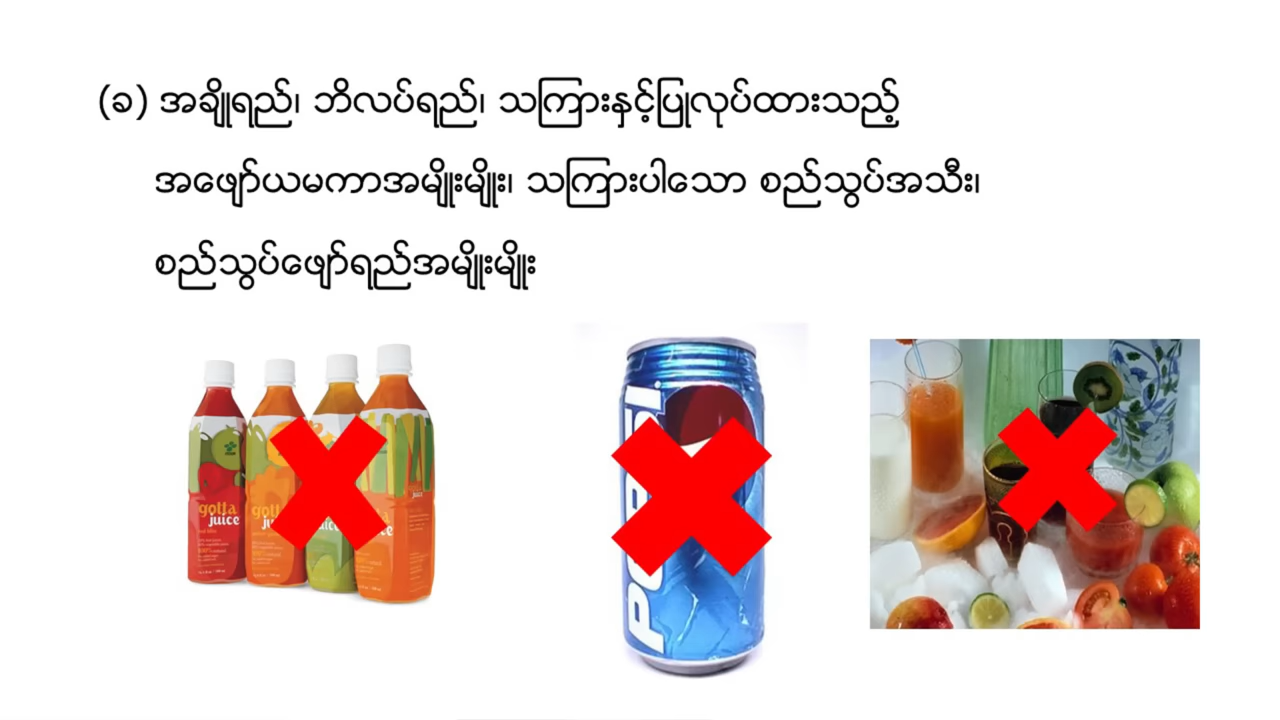 (ခ) အချိုရည်၊ ဘိလပ်ရည်၊ သကြားနှင့်ပြုလုပ်ထားသည့်
အဖျော်ယမကာအမျိုးမျိုး၊ သကြားပါသော စည်သွပ်အသီး၊
စည်သွပ်ဖျော်ရည်အမျိုးမျိုး
gotta
juice